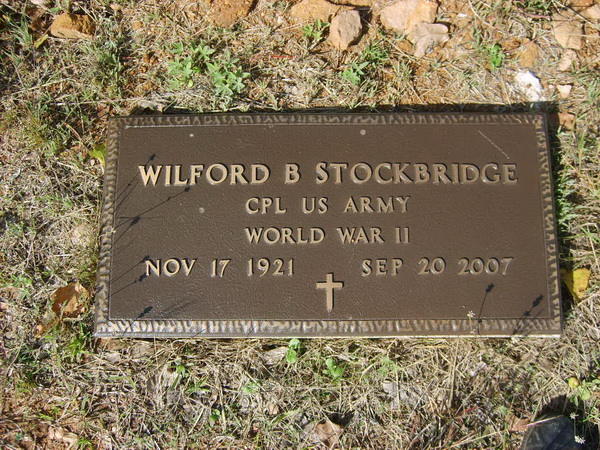 WILFORD B STOCKBRIDGE
CPL US ARMY
WORLD WAR II
NOV 17 1921 SEP 20 2007